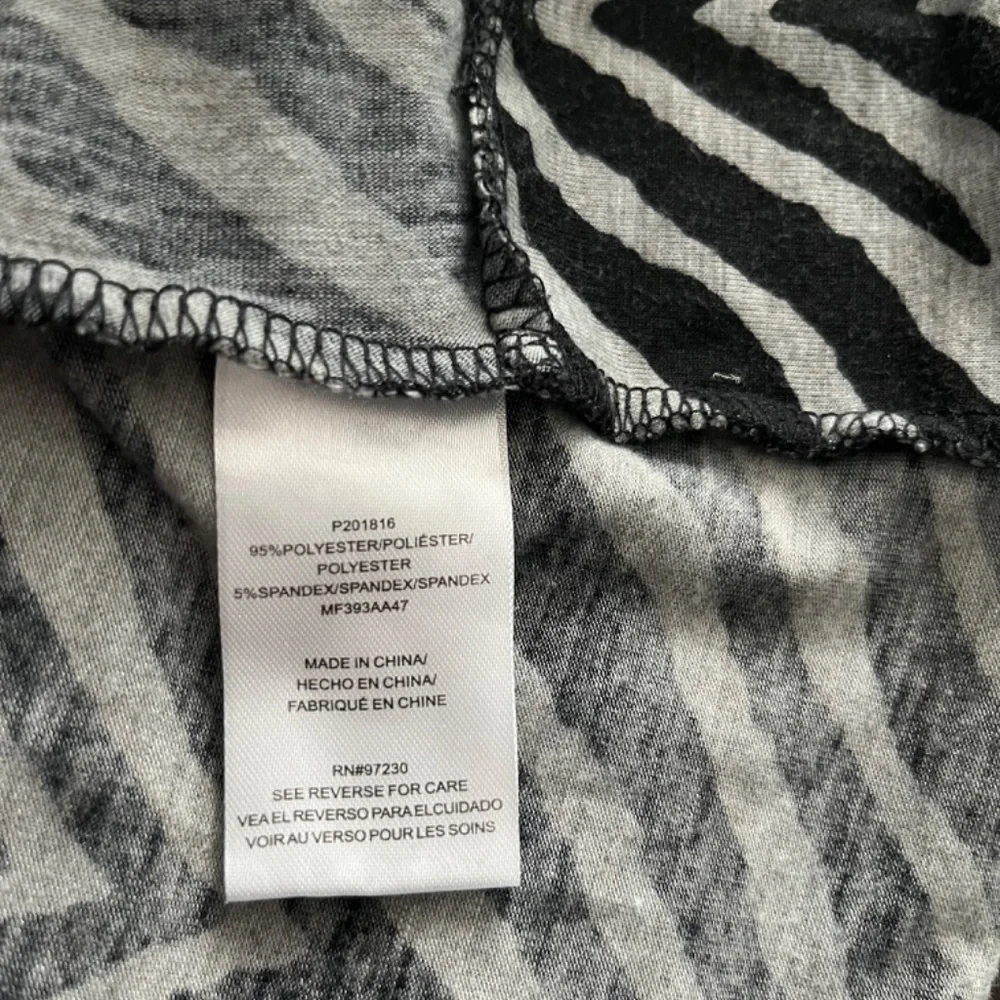 P201816
95%POLYESTER/POLIÉSTER/
POLYESTER
5%SPANDEX/SPANDEX/SPANDEX
MF393AA47
MADE IN CHINA/
HECHO EN CHINA/
FABRIQUÉ EN CHINE
RN#97230
SEE REVERSE FOR CARE
VEA EL REVERSO PARA ELCUIDADO
VOIR AU VERSO POUR LES SOINS